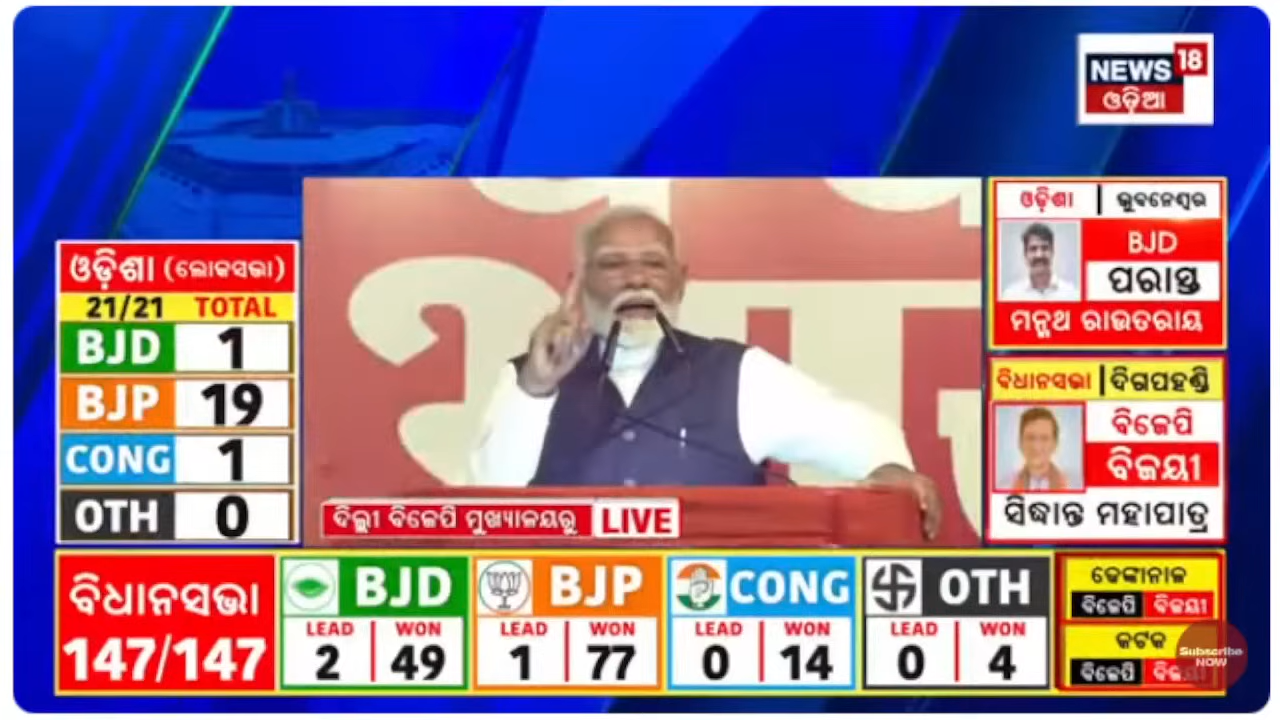 NEWS 18
ଓଡ଼ିଆ
ଓଡ଼ିଶା | ଭୁବନେଶ୍ୱର
BJD
ପରାସ୍ତ
ମନ୍ମଥ ରାଉତରାୟ
ଓଡ଼ିଶା (ଲୋକସଭା)
21/21 TOTAL
BJD 1
BJP 19
CONG 1
OTH 0
ବିଧାନସଭା | ଦିଗପହଣ୍ଡି
ବିଜେପି
ବିଜୟୀ
ସିଦ୍ଧାନ୍ତ ମହାପାତ୍ର
ଦିଲ୍ଲୀ ବିଜେପି ମୁଖ୍ୟାଳୟରୁ LIVE
ବିଧାନସଭା
147/147
BJD
LEAD WON
2 49
BJP
LEAD WON
1 77
CONG
LEAD WON
0 14
OTH
LEAD WON
0 4
ଢେଙ୍କାନାଳ
ବିଜେପି ବିଜୟୀ
କଟକ
ବିଜେପି
Subscribe
NOW